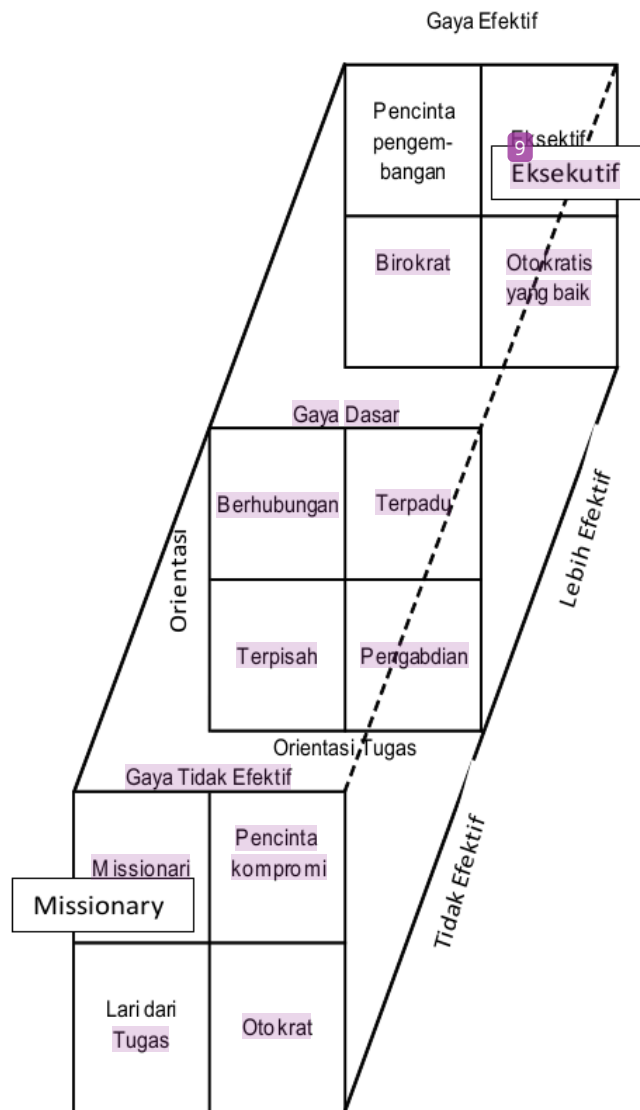 Gaya Efektif
Pencinta
pengem-
bangan
Eksektif
9
Eksekutif
Birokrat
Otokratis
yang baik
Gaya Dasar
Berhubungan
Terpadu
Orientasi
Lebih Efektif
Terpisah
Pengabdian
Orientasi Tugas
Gaya Tidak Efektif
Missionari
Pencinta
kompromi
Missionary
Tidak Efektif
Lari dari
Tugas
Otokrat